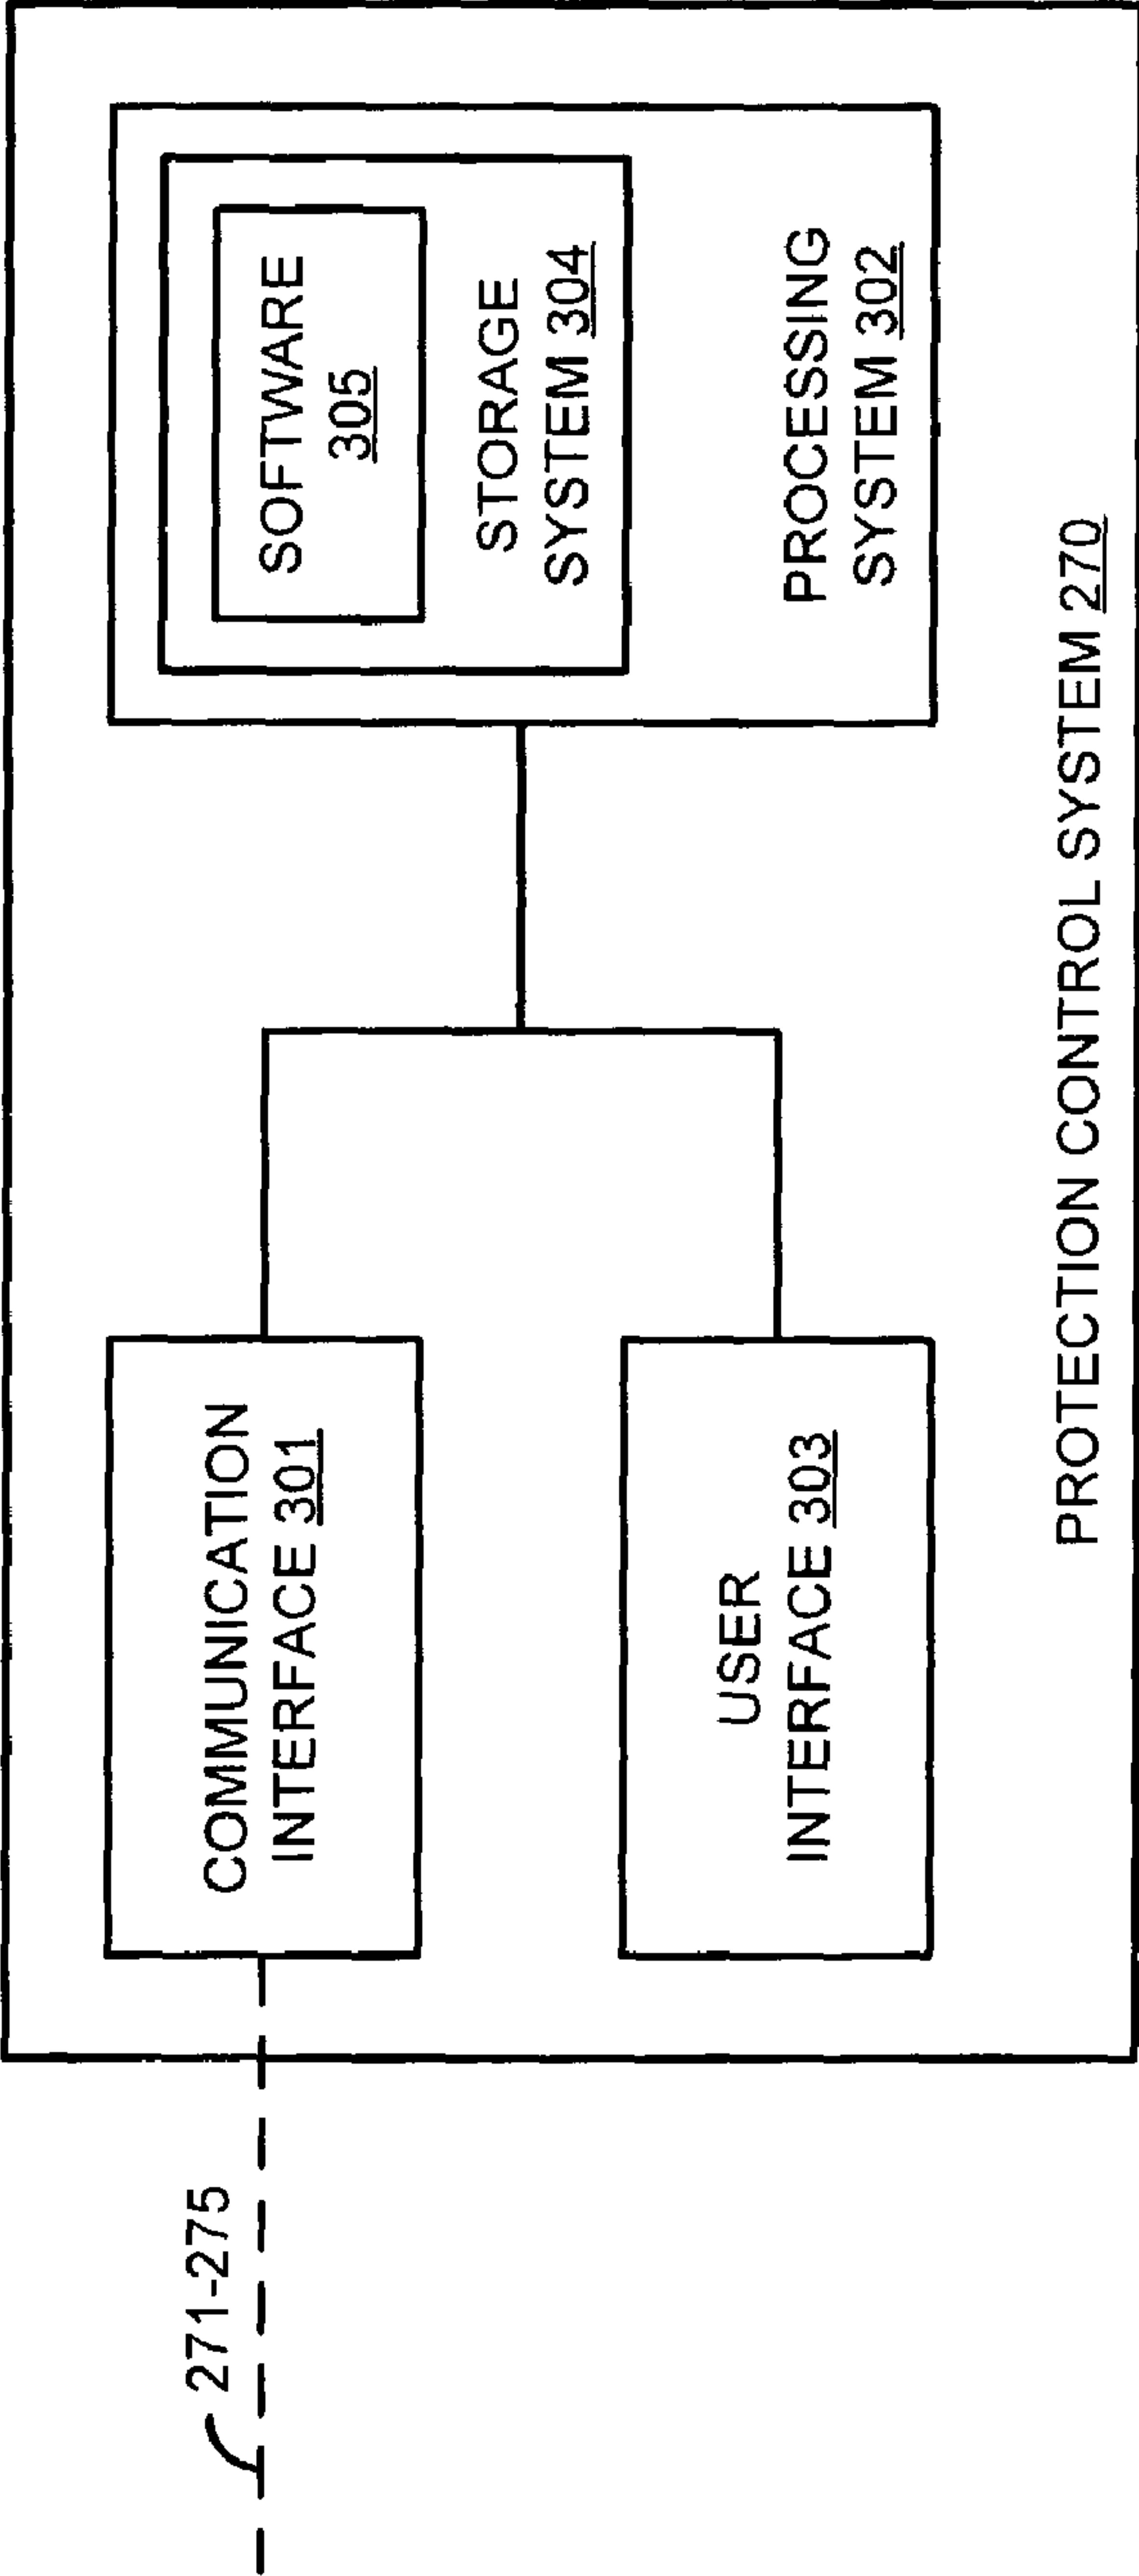 271-275
COMMUNICATION
INTERFACE 301
USER
INTERFACE 303
SOFTWARE
305
STORAGE
SYSTEM 304
PROCESSING
SYSTEM 302
PROTECTION CONTROL SYSTEM 270